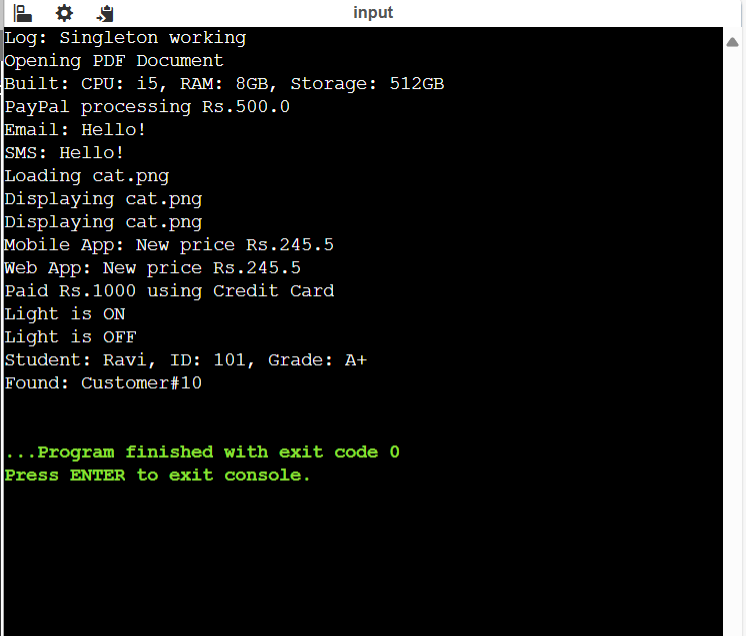 input
Log: Singleton working
Opening PDF Document
Built: CPU: i5, RAM: 8GB, Storage: 512GB
PayPal processing Rs.500.0
Email: Hello!
SMS: Hello!
Loading cat.png
Displaying cat.png
Displaying cat.png
Mobile App: New price Rs.245.5
Web App: New price Rs.245.5
Paid Rs.1000 using Credit Card
Light is ON
Light is OFF
Student: Ravi, ID: 101, Grade: A+
Found: Customer#10
...Program finished with exit code 0
Press ENTER to exit console.